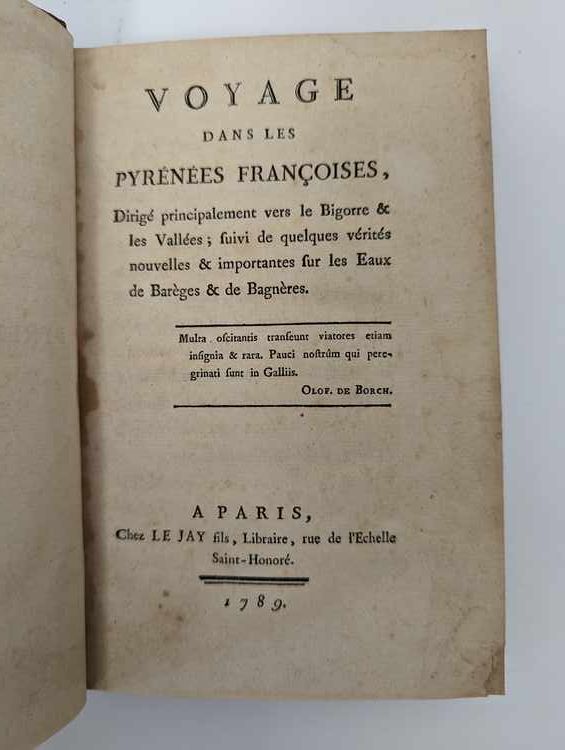 VOYAGE
DANS LES
PYRÉNÉES FRANÇOISES,
Dirigé principalement vers le Bigorre &
les Vallées ; ſuivi de quelques vérités
nouvelles & importantes ſur les Eaux
de Barèges & de Bagnères.
Multa oſcitantis tranſeunt viatores etiam
inſignia & rara. Pauci noſtrûm qui pere-
grinati ſunt in Galliis.
OLOF. DE BORCH.
A PARIS,
Chez LE JAY fils, Libraire, rue de l'Echelle
Saint-Honoré.
1789.